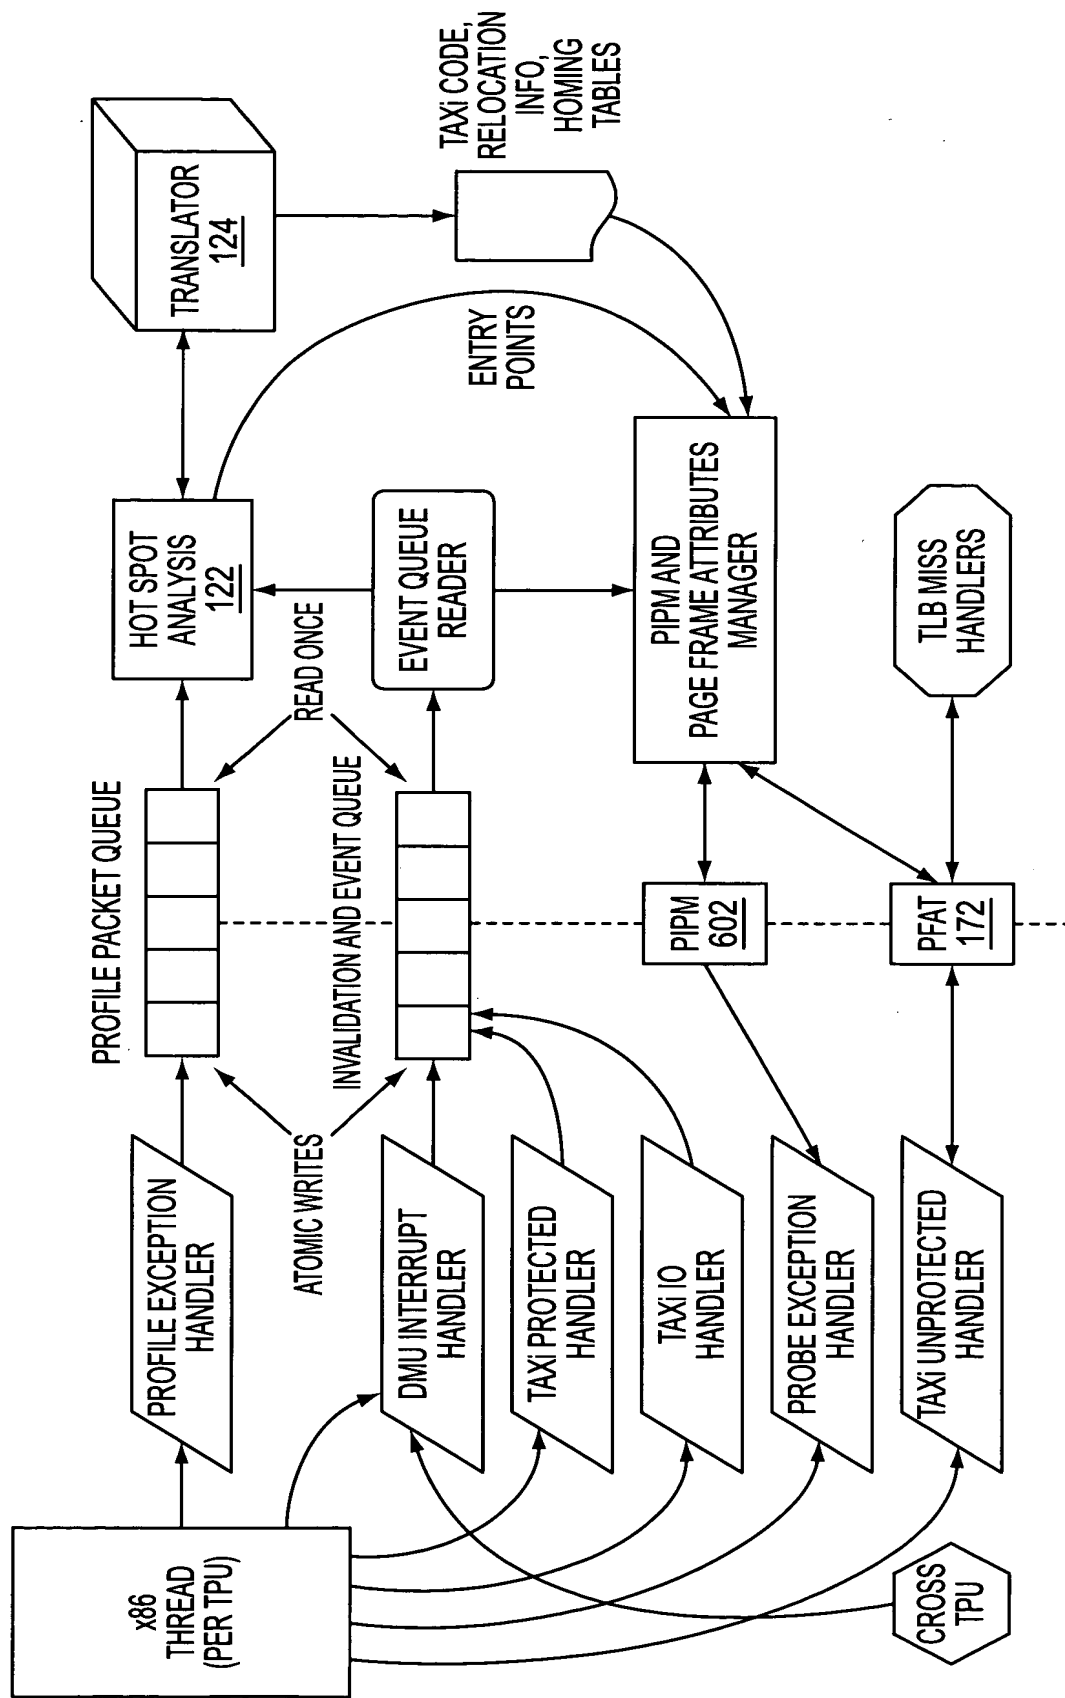 x86
THREAD
(PER TPU)
CROSS
TPU
PROFILE EXCEPTION
HANDLER
DMU INTERRUPT
HANDLER
TAXi PROTECTED
HANDLER
TAXi IO
HANDLER
PROBE EXCEPTION
HANDLER
TAXi UNPROTECTED
HANDLER
ATOMIC WRITES
PROFILE PACKET QUEUE
INVALIDATION AND EVENT QUEUE
READ ONCE
PIPM
602
PFAT
172
HOT SPOT
ANALYSIS
122
EVENT QUEUE
READER
PIPM AND
PAGE FRAME ATTRIBUTES
MANAGER
TLB MISS
HANDLERS
ENTRY
POINTS
TRANSLATOR
124
TAXi CODE,
RELOCATION
INFO,
HOMING
TABLES